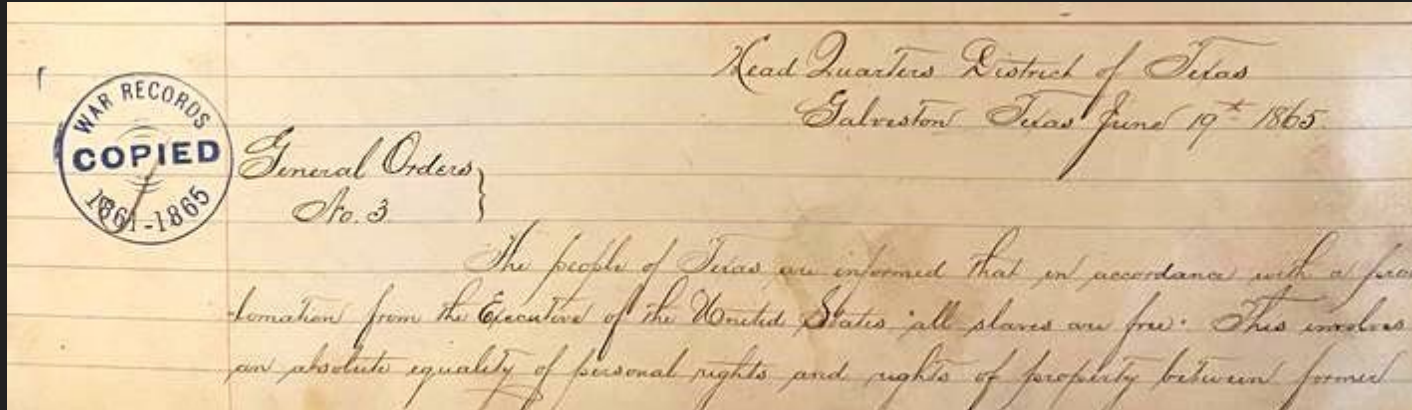 Head Quarters District of Texas
Galveston Texas June 19th 1865.
WAR RECORDS
COPIED
1861-1865
General Orders
No. 3
The people of Texas are informed that in accordance with a proc
lamation from the Executive of the United States "all slaves are free." This involves
an absolute equality of personal rights and rights of property between former